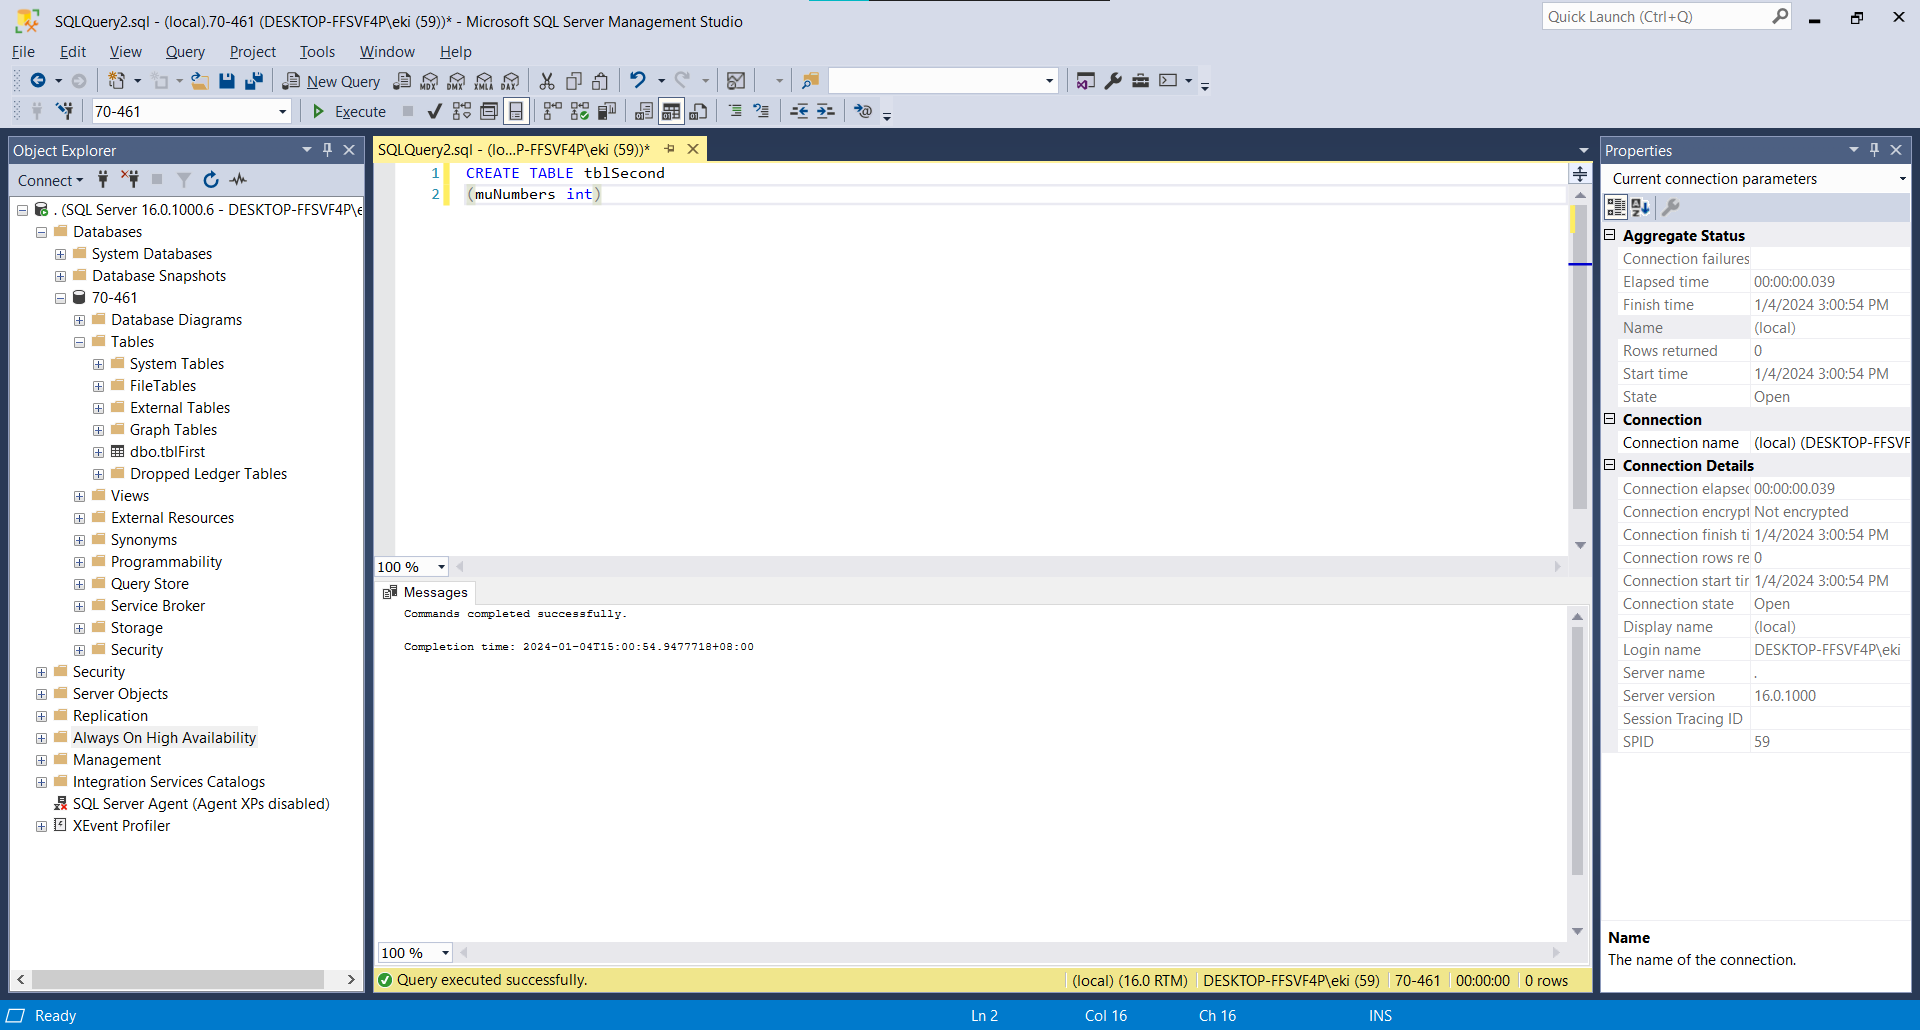 SQLQuery2.sql - (local).70-461 (DESKTOP-FFSVF4P\eki (59))* - Microsoft SQL Server Management Studio
Quick Launch (Ctrl+Q)
File Edit View Query Project Tools Window Help
New Query MDX DMX XMLA DAX
70-461 Execute
Object Explorer
Connect
. (SQL Server 16.0.1000.6 - DESKTOP-FFSVF4P\e
Databases
System Databases
Database Snapshots
70-461
Database Diagrams
Tables
System Tables
FileTables
External Tables
Graph Tables
dbo.tblFirst
Dropped Ledger Tables
Views
External Resources
Synonyms
Programmability
Query Store
Service Broker
Storage
Security
Security
Server Objects
Replication
Always On High Availability
Management
Integration Services Catalogs
SQL Server Agent (Agent XPs disabled)
XEvent Profiler
SQLQuery2.sql - (lo...P-FFSVF4P\eki (59))*
1 CREATE TABLE tblSecond
2 (muNumbers int)
100 %
Messages
Commands completed successfully.
Completion time: 2024-01-04T15:00:54.9477718+08:00
100 %
Query executed successfully. (local) (16.0 RTM) DESKTOP-FFSVF4P\eki (59) 70-461 00:00:00 0 rows
Properties
Current connection parameters
Aggregate Status
Connection failures
Elapsed time 00:00:00.039
Finish time 1/4/2024 3:00:54 PM
Name (local)
Rows returned 0
Start time 1/4/2024 3:00:54 PM
State Open
Connection
Connection name (local) (DESKTOP-FFSVF
Connection Details
Connection elapsec 00:00:00.039
Connection encrypt Not encrypted
Connection finish ti 1/4/2024 3:00:54 PM
Connection rows re 0
Connection start tir 1/4/2024 3:00:54 PM
Connection state Open
Display name (local)
Login name DESKTOP-FFSVF4P\eki
Server name .
Server version 16.0.1000
Session Tracing ID
SPID 59
Name
The name of the connection.
Ready Ln 2 Col 16 Ch 16 INS